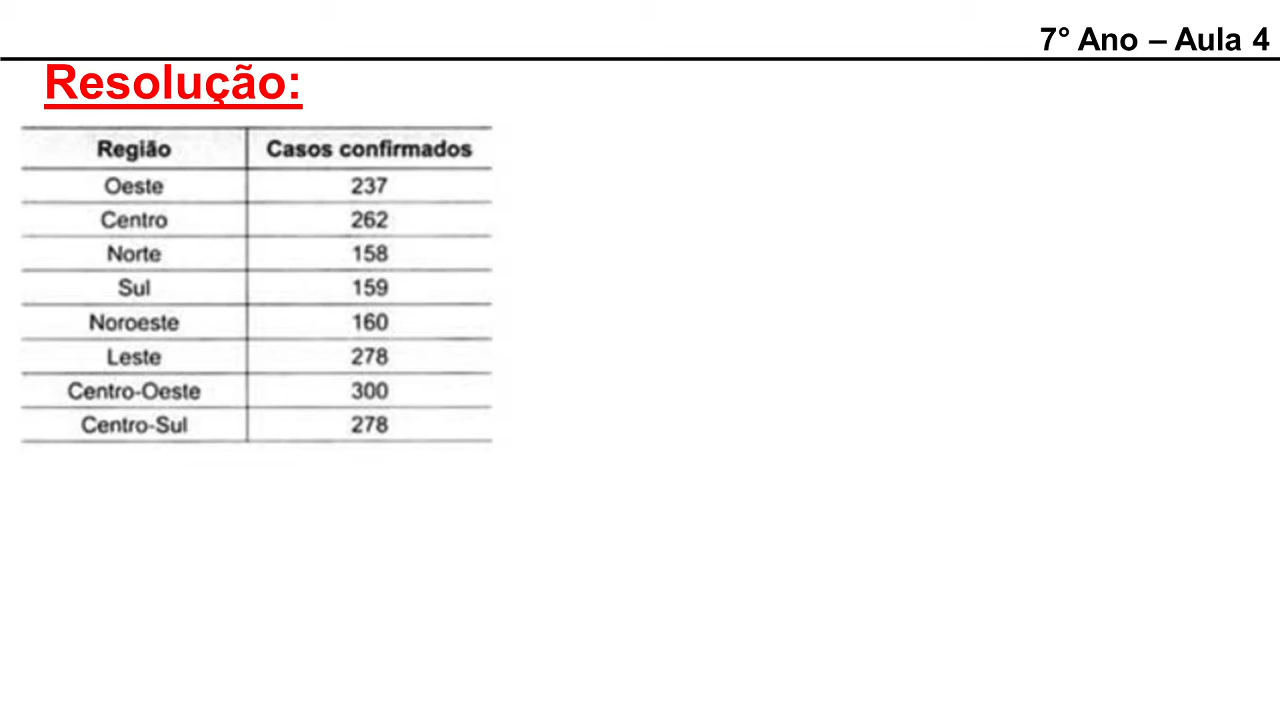 7° Ano – Aula 4
Resolução:
Região Casos confirmados
Oeste 237
Centro 262
Norte 158
Sul 159
Noroeste 160
Leste 278
Centro-Oeste 300
Centro-Sul 278